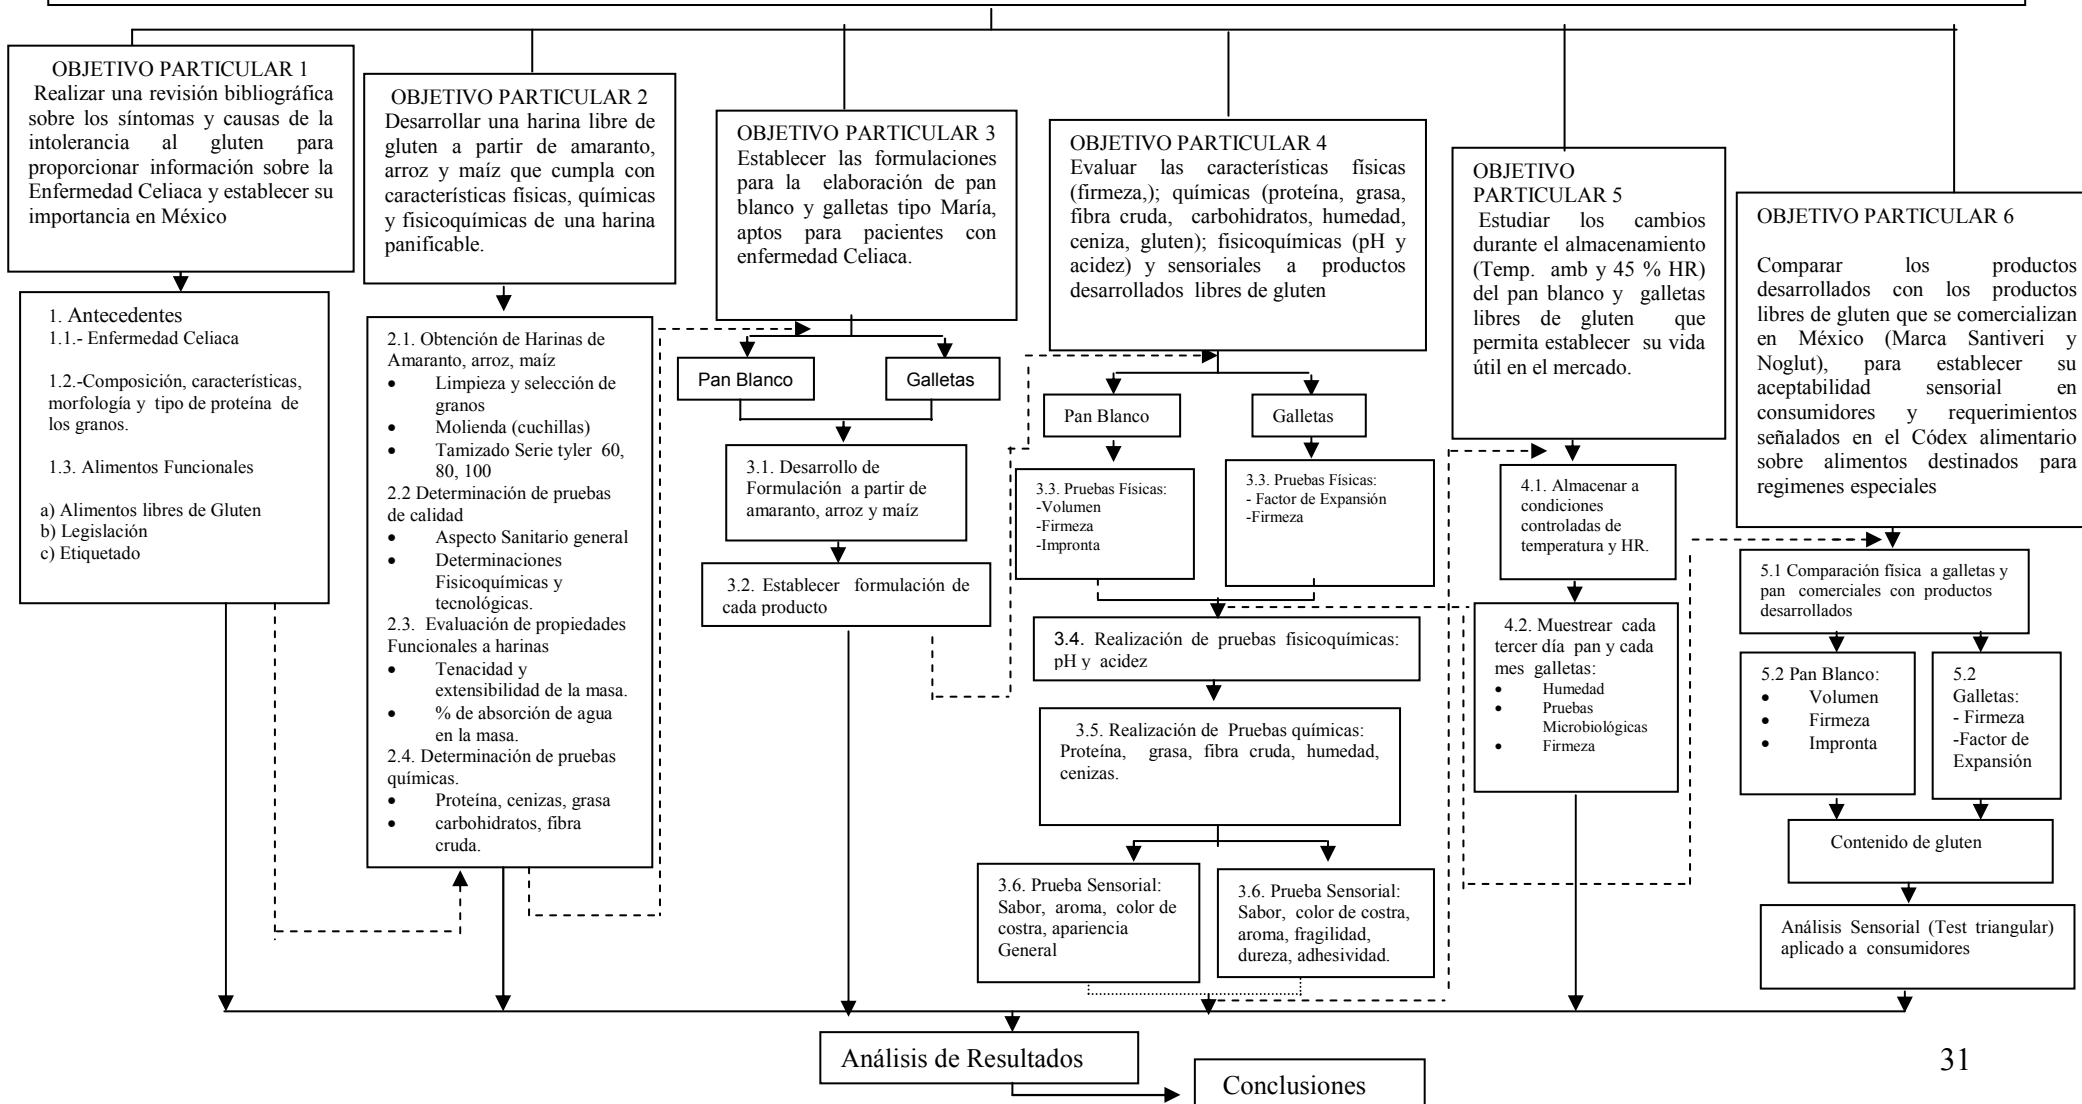 OBJETIVO PARTICULAR 1
Realizar una revisión bibliográfica
sobre los síntomas y causas de la
intolerancia al gluten para
proporcionar información sobre la
Enfermedad Celiaca y establecer su
importancia en México
1. Antecedentes
1.1.- Enfermedad Celiaca
1.2.-Composición, características,
morfología y tipo de proteína de
los granos.
1.3. Alimentos Funcionales
a) Alimentos libres de Gluten
b) Legislación
c) Etiquetado
OBJETIVO PARTICULAR 2
Desarrollar una harina libre de
gluten a partir de amaranto,
arroz y maíz que cumpla con
características físicas, químicas
y fisicoquímicas de una harina
panificable.
2.1. Obtención de Harinas de
Amaranto, arroz, maíz
• Limpieza y selección de
granos
• Molienda (cuchillas)
• Tamizado Serie tyler 60,
80, 100
2.2 Determinación de pruebas
de calidad
• Aspecto Sanitario general
• Determinaciones
Fisicoquímicas y
tecnológicas.
2.3. Evaluación de propiedades
Funcionales a harinas
• Tenacidad y
extensibilidad de la masa.
• % de absorción de agua
en la masa.
2.4. Determinación de pruebas
químicas.
• Proteína, cenizas, grasa
• carbohidratos, fibra
cruda.
OBJETIVO PARTICULAR 3
Establecer las formulaciones
para la elaboración de pan
blanco y galletas tipo María,
aptos para pacientes con
enfermedad Celiaca.
Pan Blanco
Galletas
3.1. Desarrollo de
Formulación a partir de
amaranto, arroz y maíz
3.2. Establecer formulación de
cada producto
OBJETIVO PARTICULAR 4
Evaluar las características físicas
(firmeza,); químicas (proteína, grasa,
fibra cruda, carbohidratos, humedad,
ceniza, gluten); fisicoquímicas (pH y
acidez) y sensoriales a productos
desarrollados libres de gluten
Pan Blanco
Galletas
3.3. Pruebas Físicas:
-Volumen
-Firmeza
-Impronta
3.3. Pruebas Físicas:
- Factor de Expansión
-Firmeza
3.4. Realización de pruebas fisicoquímicas:
pH y acidez
3.5. Realización de Pruebas químicas:
Proteína, grasa, fibra cruda, humedad,
cenizas.
3.6. Prueba Sensorial:
Sabor, aroma, color de
costra, apariencia
General
3.6. Prueba Sensorial:
Sabor, color de costra,
aroma, fragilidad,
dureza, adhesividad.
OBJETIVO
PARTICULAR 5
Estudiar los cambios
durante el almacenamiento
(Temp. amb y 45 % HR)
del pan blanco y galletas
libres de gluten que
permita establecer su vida
útil en el mercado.
4.1. Almacenar a
condiciones
controladas de
temperatura y HR.
4.2. Muestrear cada
tercer día pan y cada
mes galletas:
• Humedad
• Pruebas
Microbiológicas
• Firmeza
OBJETIVO PARTICULAR 6
Comparar los productos
desarrollados con los productos
libres de gluten que se comercializan
en México (Marca Santiveri y
Noglut), para establecer su
aceptabilidad sensorial en
consumidores y requerimientos
señalados en el Códex alimentario
sobre alimentos destinados para
regimenes especiales
5.1 Comparación física a galletas y
pan comerciales con productos
desarrollados
5.2 Pan Blanco:
• Volumen
• Firmeza
• Impronta
5.2
Galletas:
- Firmeza
-Factor de
Expansión
Contenido de gluten
Análisis Sensorial (Test triangular)
aplicado a consumidores
Análisis de Resultados
Conclusiones
31